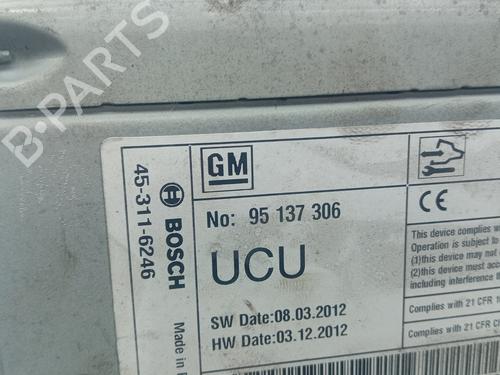 B-PARTS
GM
No: 95 137 306
UCU
SW Date:08.03.2012
HW Date:03.12.2012
45-311-6246
BOSCH
Made in
CE
This device complies w
Operation is subject to
(1)this device may not
(2)this device must acc
including interference
Complies with 21 CFR
Complies with 21 CFR